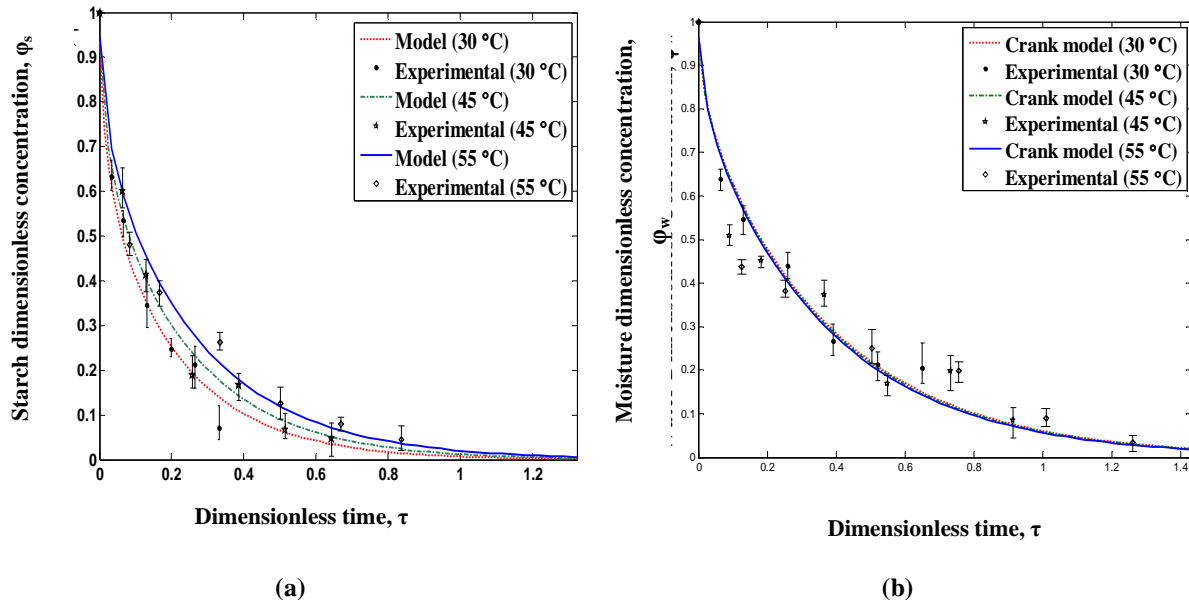 Starch dimensionless concentration, φs
1
0.9
0.8
0.7
0.6
0.5
0.4
0.3
0.2
0.1
0
0
0.2
0.4
0.6
0.8
1
1.2
Model (30 °C)
Experimental (30 °C)
Model (45 °C)
Experimental (45 °C)
Model (55 °C)
Experimental (55 °C)
Dimensionless time, τ
(a)
Moisture dimensionless concentration,
φw
1
0.9
0.8
0.7
0.6
0.5
0.4
0.3
0.2
0.1
0
0
0.2
0.4
0.6
0.8
1
1.2
1.4
Crank model (30 °C)
Experimental (30 °C)
Crank model (45 °C)
Experimental (45 °C)
Crank model (55 °C)
Experimental (55 °C)
Dimensionless time, τ
(b)